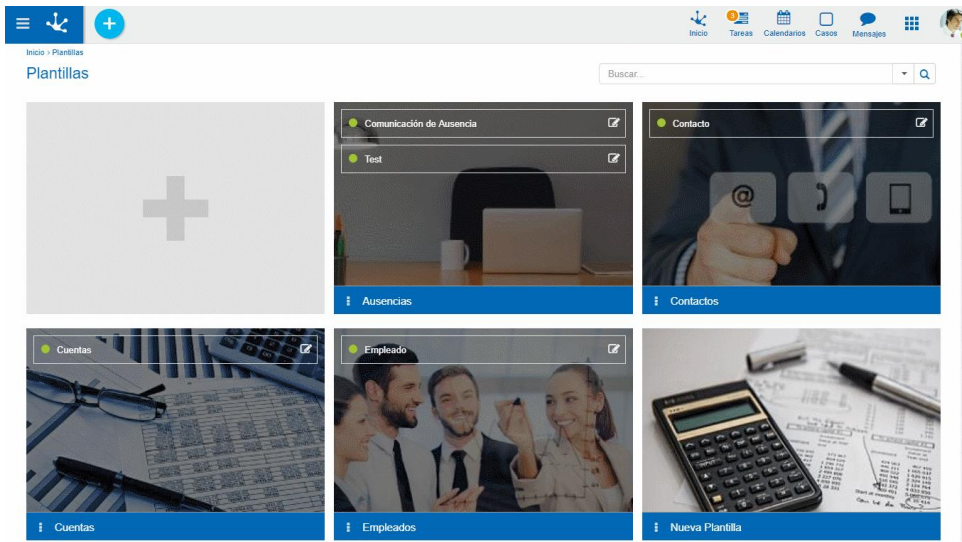 3
Inicio
Tareas
Calendarios
Casos
Mensajes
Inicio › Plantillas
Plantillas
Buscar...
Comunicación de Ausencia
Test
Ausencias
Contacto
@
Contactos
Cuentas
Cuentas
Empleado
Empleados
Nueva Plantilla